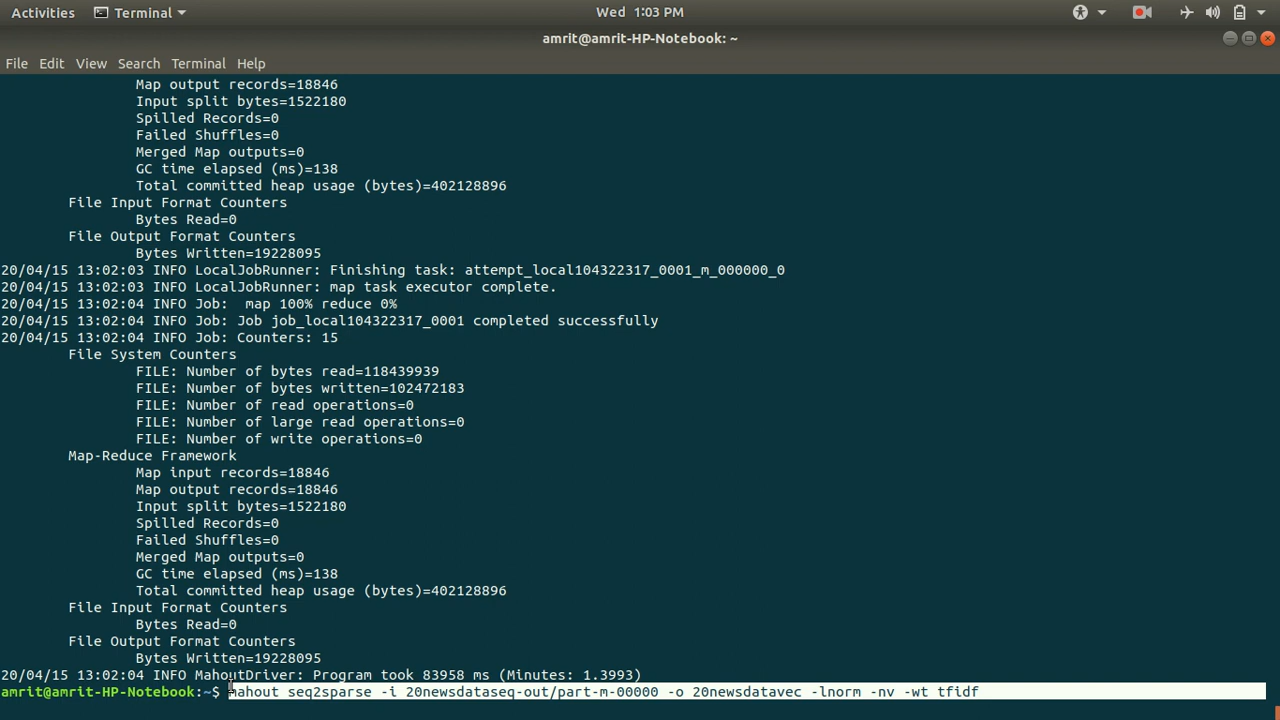 Activities Terminal Wed 1:03 PM
amrit@amrit-HP-Notebook: ~
File Edit View Search Terminal Help
Map output records=18846
Input split bytes=1522180
Spilled Records=0
Failed Shuffles=0
Merged Map outputs=0
GC time elapsed (ms)=138
Total committed heap usage (bytes)=402128896
File Input Format Counters
Bytes Read=0
File Output Format Counters
Bytes Written=19228095
20/04/15 13:02:03 INFO LocalJobRunner: Finishing task: attempt_local104322317_0001_m_000000_0
20/04/15 13:02:03 INFO LocalJobRunner: map task executor complete.
20/04/15 13:02:04 INFO Job:  map 100% reduce 0%
20/04/15 13:02:04 INFO Job: Job job_local104322317_0001 completed successfully
20/04/15 13:02:04 INFO Job: Counters: 15
File System Counters
FILE: Number of bytes read=118439939
FILE: Number of bytes written=102472183
FILE: Number of read operations=0
FILE: Number of large read operations=0
FILE: Number of write operations=0
Map-Reduce Framework
Map input records=18846
Map output records=18846
Input split bytes=1522180
Spilled Records=0
Failed Shuffles=0
Merged Map outputs=0
GC time elapsed (ms)=138
Total committed heap usage (bytes)=402128896
File Input Format Counters
Bytes Read=0
File Output Format Counters
Bytes Written=19228095
20/04/15 13:02:04 INFO MahoutDriver: Program took 83958 ms (Minutes: 1.3993)
amrit@amrit-HP-Notebook:~$ mahout seq2sparse -i 20newsdataseq-out/part-m-00000 -o 20newsdatavec -lnorm -nv -wt tfidf